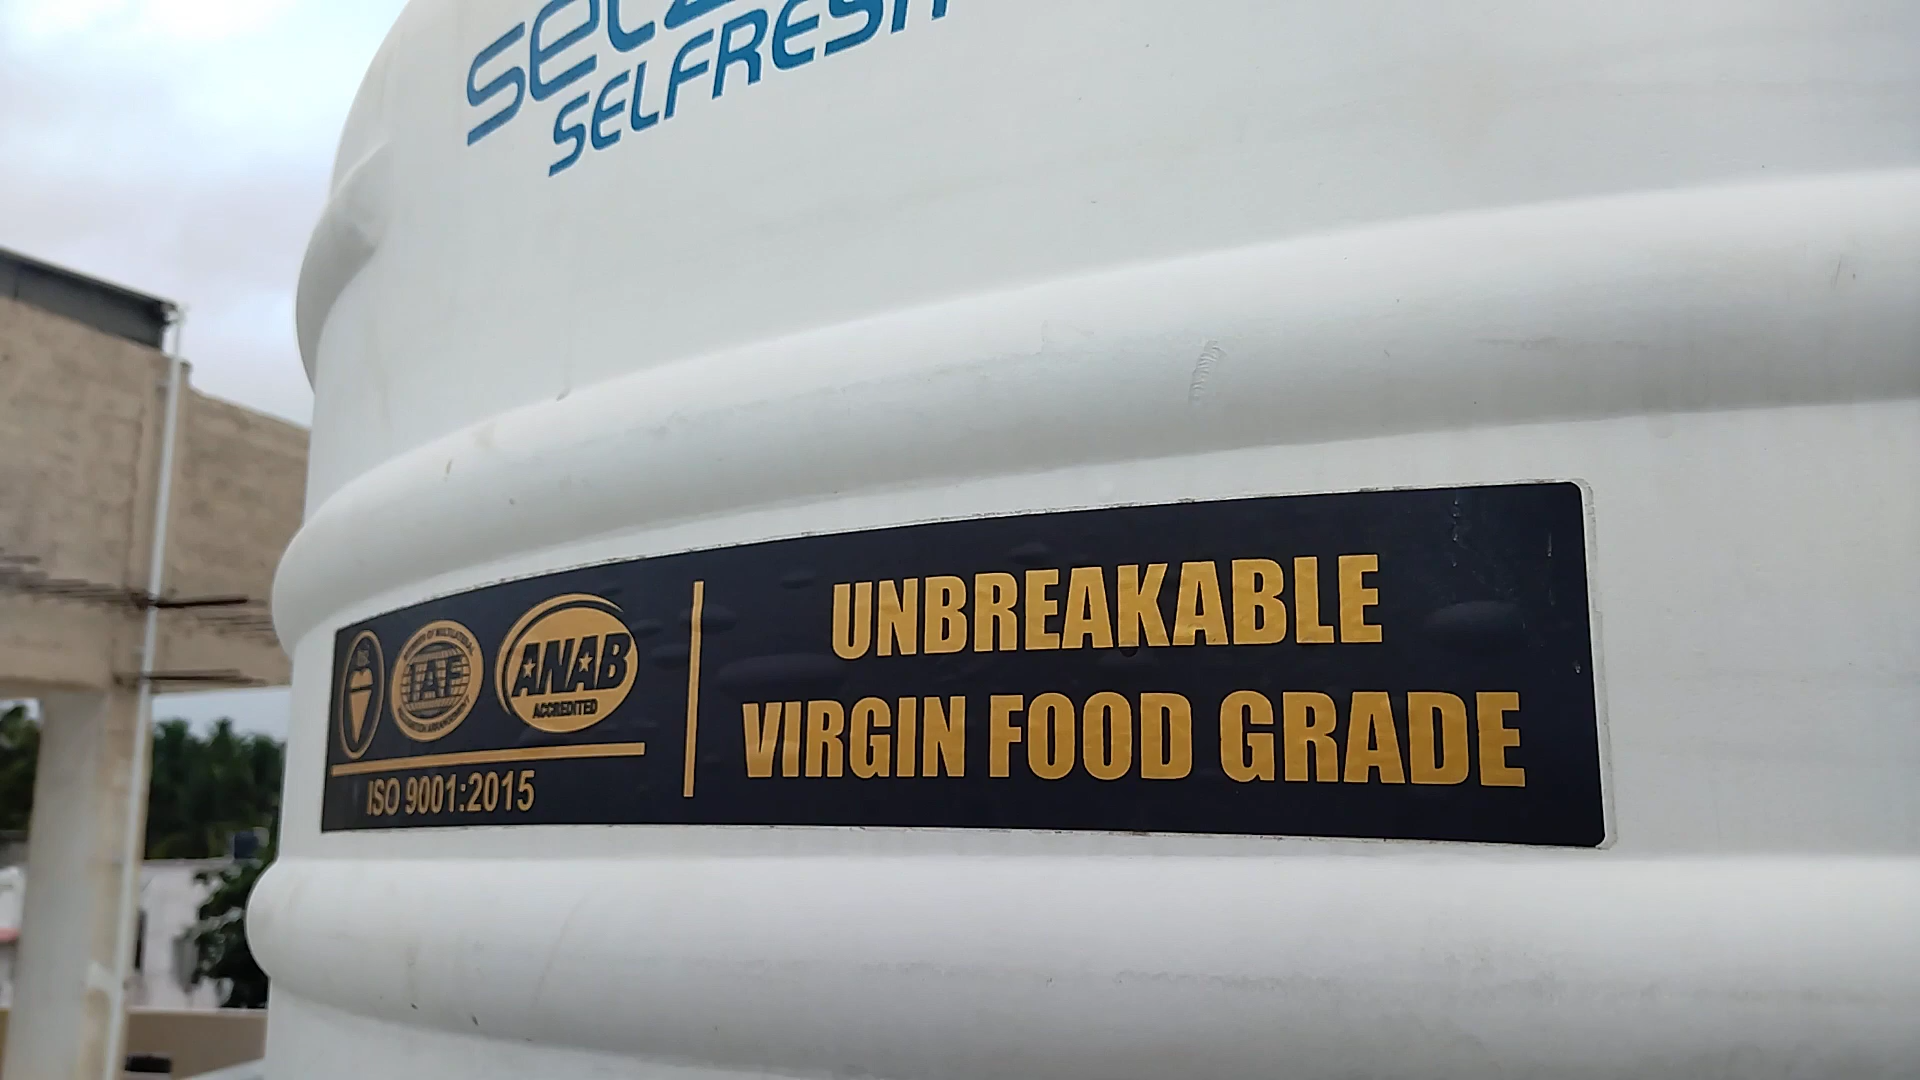 SELFRESH
ANAB
ACCREDITED
IAF
ISO 9001:2015
UNBREAKABLE
VIRGIN FOOD GRADE